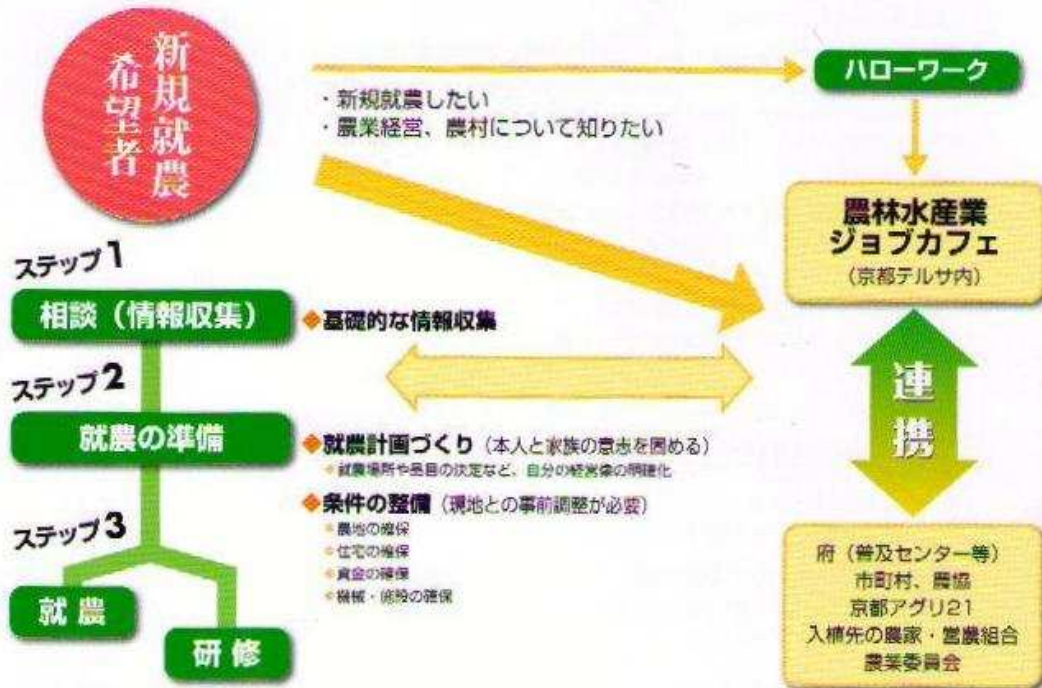 新規就農
希望者
・新規就農したい
・農業経営、農村について知りたい
ハローワーク
農林水産業
ジョブカフェ
（京都テルサ内）
ステップ1
相談（情報収集）
◆基礎的な情報収集
ステップ2
就農の準備
◆就農計画づくり（本人と家族の意志を固める）
●就農場所や品目の決定など、自分の経営像の明確化
◆条件の整備（現地との事前調整が必要）
●農地の確保
●住宅の確保
●資金の確保
●機械・施設の確保
ステップ3
就農
研修
連携
府（普及センター等）
市町村、農協
京都アグリ21
入植先の農家・営農組合
農業委員会